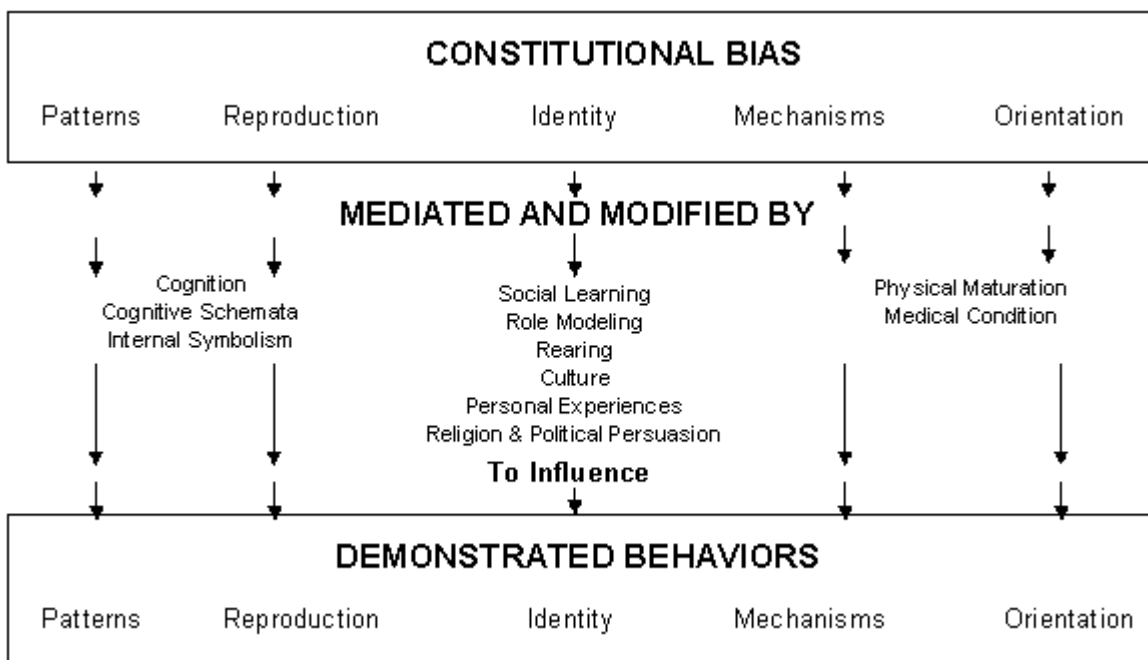 CONSTITUTIONAL BIAS
Patterns Reproduction Identity Mechanisms Orientation
MEDIATED AND MODIFIED BY
Cognition
Cognitive Schemata
Internal Symbolism
Social Learning
Role Modeling
Rearing
Culture
Personal Experiences
Religion & Political Persuasion
Physical Maturation
Medical Condition
To Influence
DEMONSTRATED BEHAVIORS
Patterns Reproduction Identity Mechanisms Orientation